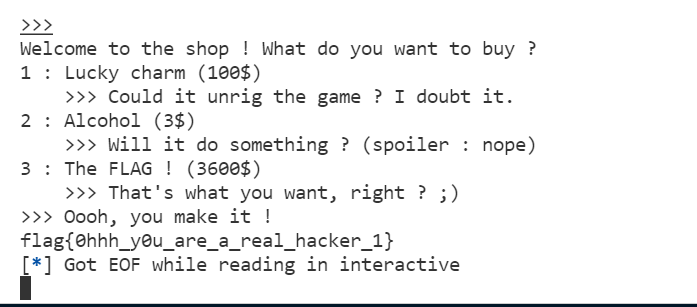 >>>
Welcome to the shop ! What do you want to buy ?
1 : Lucky charm (100$)
    >>> Could it unrig the game ? I doubt it.
2 : Alcohol (3$)
    >>> Will it do something ? (spoiler : nope)
3 : The FLAG ! (3600$)
    >>> That's what you want, right ? ;)
>>> Oooh, you make it !
flag{0hhh_y0u_are_a_real_hacker_1}
[*] Got EOF while reading in interactive